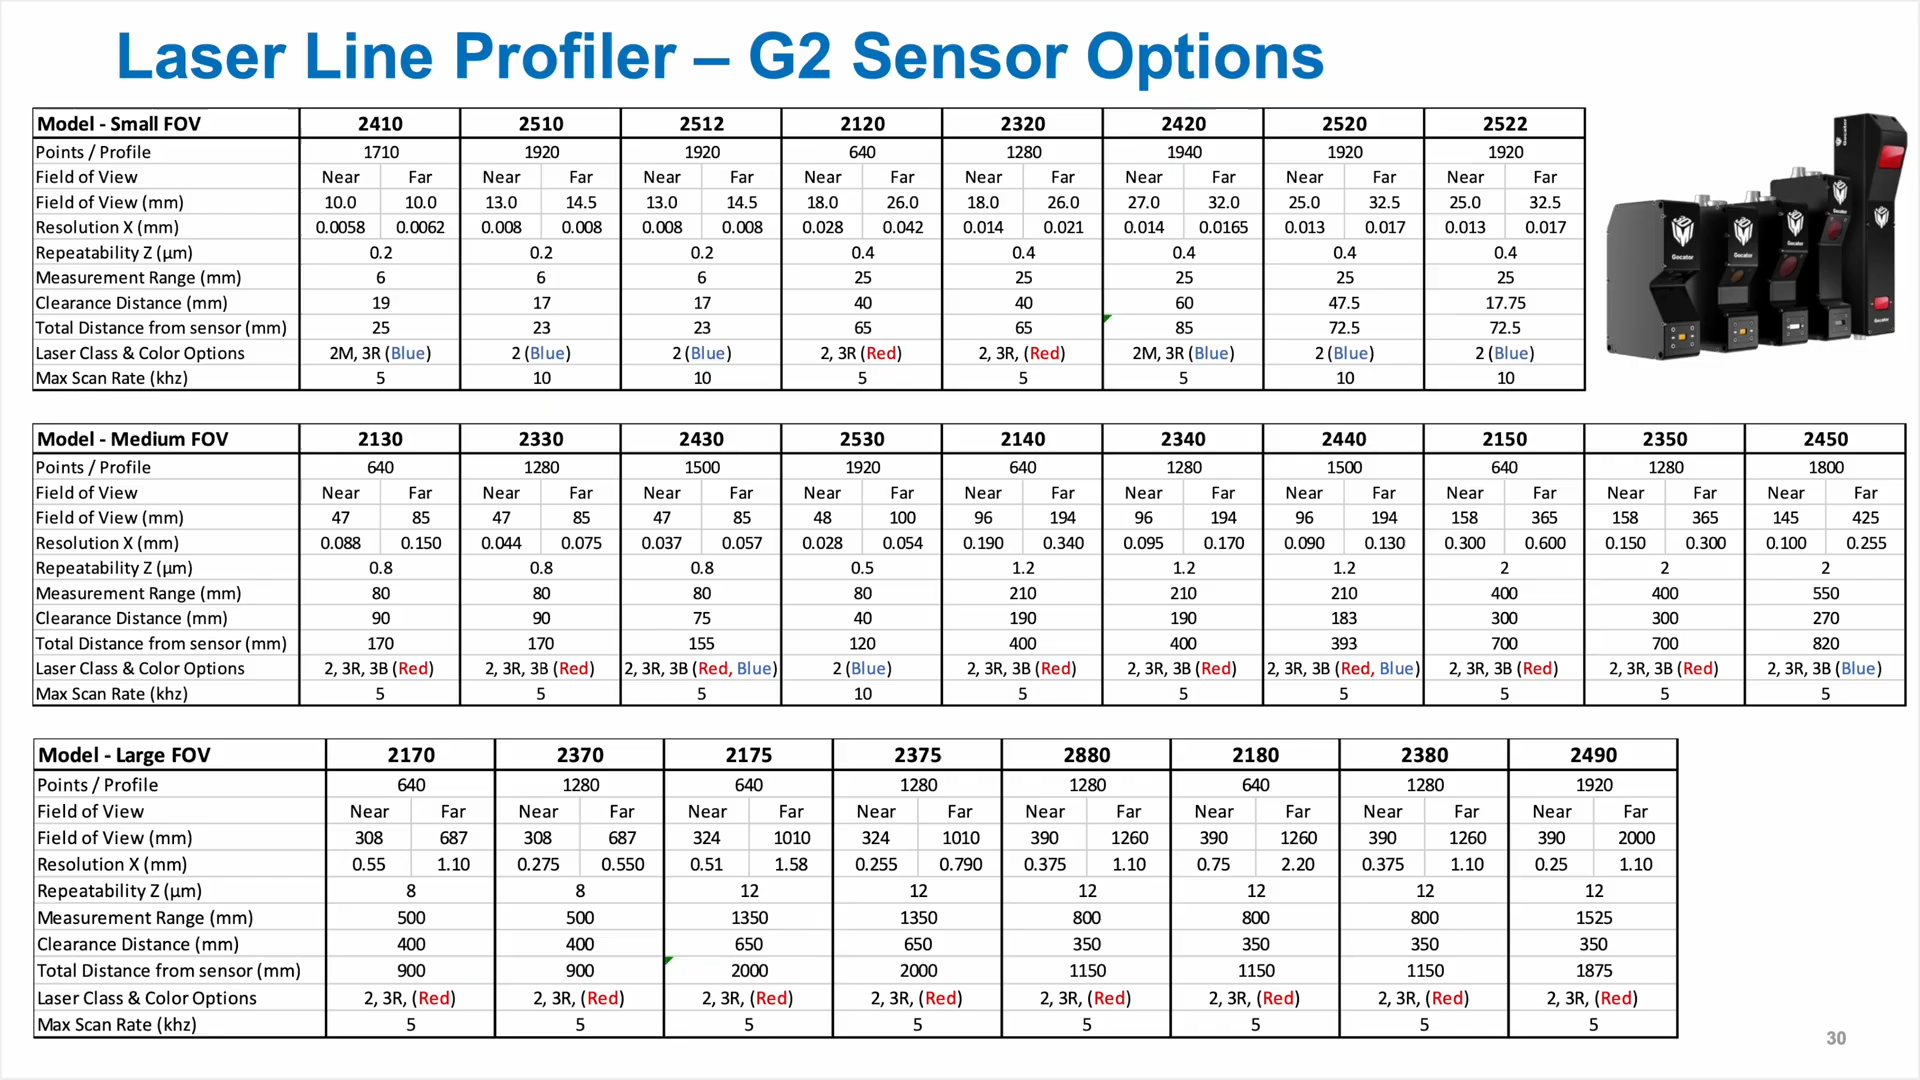 Laser Line Profiler – G2 Sensor Options
Model - Small FOV 2410 2510 2512 2120 2320 2420 2520 2522
Points / Profile 1710 1920 1920 640 1280 1940 1920 1920
Field of View Near Far Near Far Near Far Near Far Near Far Near Far Near Far Near Far
Field of View (mm) 10.0 10.0 13.0 14.5 13.0 14.5 18.0 26.0 18.0 26.0 27.0 32.0 25.0 32.5 25.0 32.5
Resolution X (mm) 0.0058 0.0062 0.008 0.008 0.008 0.008 0.028 0.042 0.014 0.021 0.014 0.0165 0.013 0.017 0.013 0.017
Repeatability Z (µm) 0.2 0.2 0.2 0.4 0.4 0.4 0.4 0.4
Measurement Range (mm) 6 6 6 25 25 25 25 25
Clearance Distance (mm) 19 17 17 40 40 60 47.5 17.75
Total Distance from sensor (mm) 25 23 23 65 65 85 72.5 72.5
Laser Class & Color Options 2M, 3R (Blue) 2 (Blue) 2 (Blue) 2, 3R (Red) 2, 3R, (Red) 2M, 3R (Blue) 2 (Blue) 2 (Blue)
Max Scan Rate (khz) 5 10 10 5 5 5 10 10
Gocator
Gocator
Gocator
Gocator
Gocator
Gocator
Model - Medium FOV 2130 2330 2430 2530 2140 2340 2440 2150 2350 2450
Points / Profile 640 1280 1500 1920 640 1280 1500 640 1280 1800
Field of View Near Far Near Far Near Far Near Far Near Far Near Far Near Far Near Far Near Far Near Far
Field of View (mm) 47 85 47 85 47 85 48 100 96 194 96 194 96 194 158 365 158 365 145 425
Resolution X (mm) 0.088 0.150 0.044 0.075 0.037 0.057 0.028 0.054 0.190 0.340 0.095 0.170 0.090 0.130 0.300 0.600 0.150 0.300 0.100 0.255
Repeatability Z (µm) 0.8 0.8 0.8 0.5 1.2 1.2 1.2 2 2 2
Measurement Range (mm) 80 80 80 80 210 210 210 400 400 550
Clearance Distance (mm) 90 90 75 40 190 190 183 300 300 270
Total Distance from sensor (mm) 170 170 155 120 400 400 393 700 700 820
Laser Class & Color Options 2, 3R, 3B (Red) 2, 3R, 3B (Red) 2, 3R, 3B (Red, Blue) 2 (Blue) 2, 3R, 3B (Red) 2, 3R, 3B (Red) 2, 3R, 3B (Red, Blue) 2, 3R, 3B (Red) 2, 3R, 3B (Red) 2, 3R, 3B (Blue)
Max Scan Rate (khz) 5 5 5 10 5 5 5 5 5 5
Model - Large FOV 2170 2370 2175 2375 2880 2180 2380 2490
Points / Profile 640 1280 640 1280 1280 640 1280 1920
Field of View Near Far Near Far Near Far Near Far Near Far Near Far Near Far Near Far
Field of View (mm) 308 687 308 687 324 1010 324 1010 390 1260 390 1260 390 1260 390 2000
Resolution X (mm) 0.55 1.10 0.275 0.550 0.51 1.58 0.255 0.790 0.375 1.10 0.75 2.20 0.375 1.10 0.25 1.10
Repeatability Z (µm) 8 8 12 12 12 12 12 12
Measurement Range (mm) 500 500 1350 1350 800 800 800 1525
Clearance Distance (mm) 400 400 650 650 350 350 350 350
Total Distance from sensor (mm) 900 900 2000 2000 1150 1150 1150 1875
Laser Class & Color Options 2, 3R, (Red) 2, 3R, (Red) 2, 3R, (Red) 2, 3R, (Red) 2, 3R, (Red) 2, 3R, (Red) 2, 3R, (Red) 2, 3R, (Red)
Max Scan Rate (khz) 5 5 5 5 5 5 5 5
30